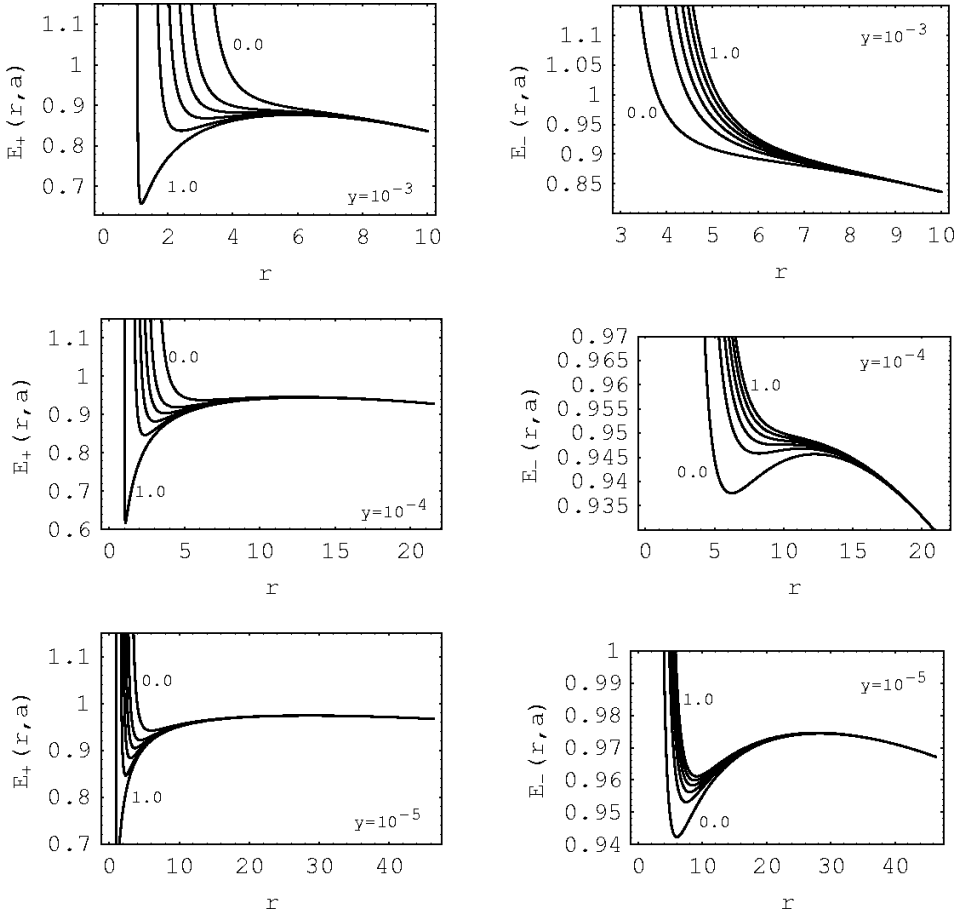 E₊(r,a)
1.1
1
0.9
0.8
0.7
0.0
1.0
y=10⁻³
0 2 4 6 8 10
r
E₋(r,a)
1.1
1.05
1
0.95
0.9
0.85
y=10⁻³
1.0
0.0
3 4 5 6 7 8 9 10
r
E₊(r,a)
1.1
1
0.9
0.8
0.7
0.6
0.0
1.0
y=10⁻⁴
0 5 10 15 20
r
E₋(r,a)
0.97
0.965
0.96
0.955
0.95
0.945
0.94
0.935
y=10⁻⁴
1.0
0.0
0 5 10 15 20
r
E₊(r,a)
1.1
1
0.9
0.8
0.7
0.0
1.0
y=10⁻⁵
0 10 20 30 40
r
E₋(r,a)
1
0.99
0.98
0.97
0.96
0.95
0.94
y=10⁻⁵
1.0
0.0
0 10 20 30 40
r